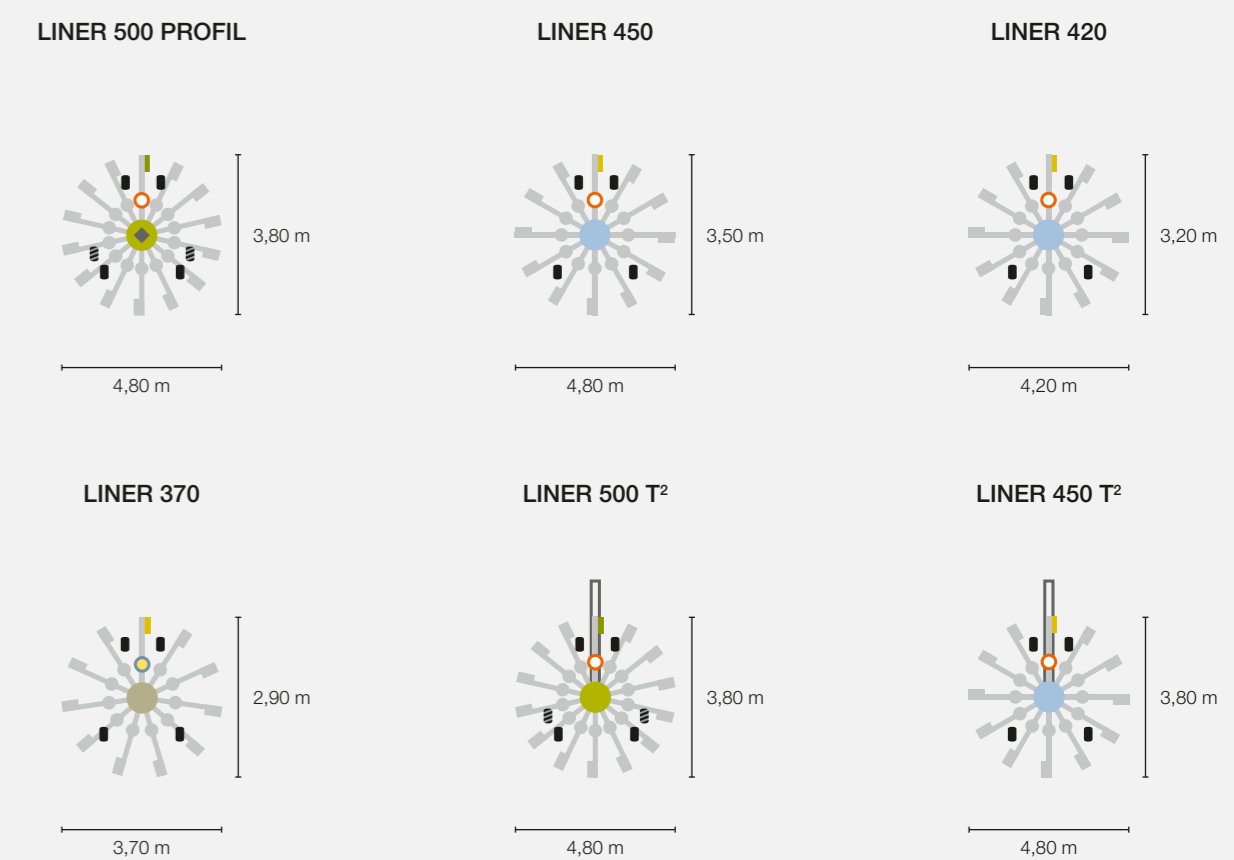 LINER 500 PROFIL
LINER 450
LINER 420
3,80 m
3,50 m
3,20 m
4,80 m
4,80 m
4,20 m
LINER 370
LINER 500 T²
LINER 450 T²
2,90 m
3,80 m
3,80 m
3,70 m
4,80 m
4,80 m